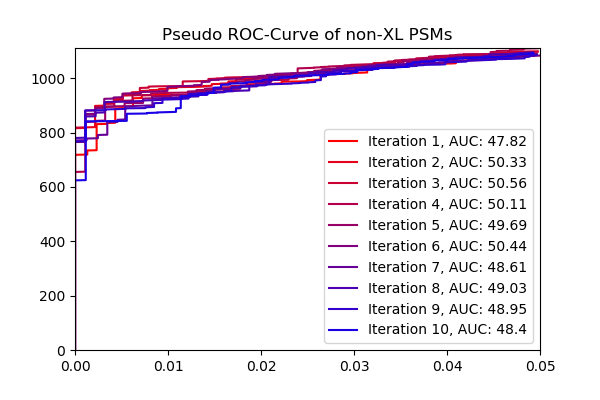 Pseudo ROC-Curve of non-XL PSMs
1000
800
600
400
200
0
Iteration 1, AUC: 47.82
Iteration 2, AUC: 50.33
Iteration 3, AUC: 50.56
Iteration 4, AUC: 50.11
Iteration 5, AUC: 49.69
Iteration 6, AUC: 50.44
Iteration 7, AUC: 48.61
Iteration 8, AUC: 49.03
Iteration 9, AUC: 48.95
Iteration 10, AUC: 48.4
0.00 0.01 0.02 0.03 0.04 0.05